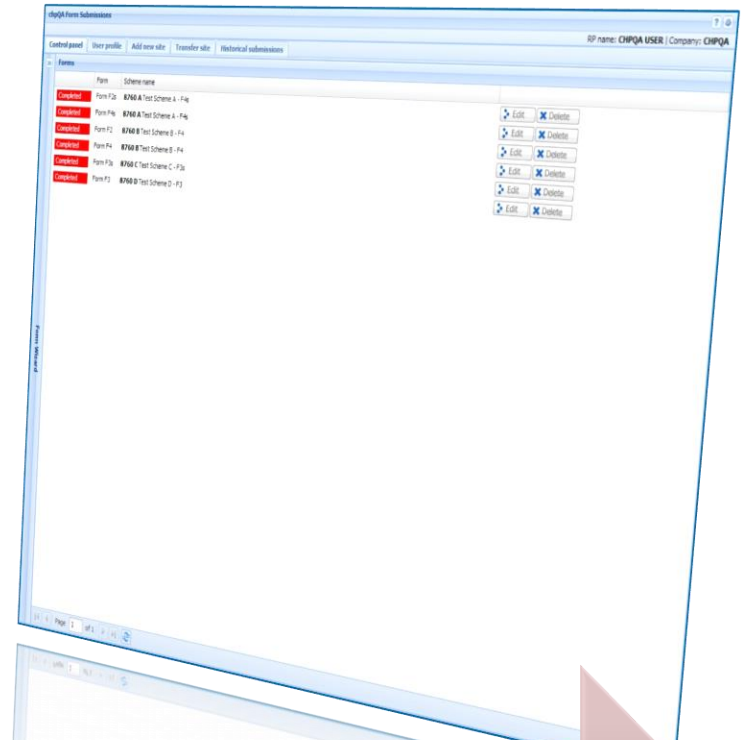 chpQA Form Submissions
RP name: CHPQA USER | Company: CHPQA
Control panel User profile Add new site Transfer site Historical submissions
Forms
Form Scheme name
Completed Form F2s 8760 A Test Scheme A - F4s Edit Delete
Completed Form F4s 8760 A Test Scheme A - F4s Edit Delete
Completed Form F2 8760 B Test Scheme B - F4 Edit Delete
Completed Form F4 8760 B Test Scheme B - F4 Edit Delete
Completed Form F3s 8760 C Test Scheme C - F3s Edit Delete
Completed Form F3 8760 D Test Scheme D - F3 Edit Delete
Form Wizard
Page 1 of 1